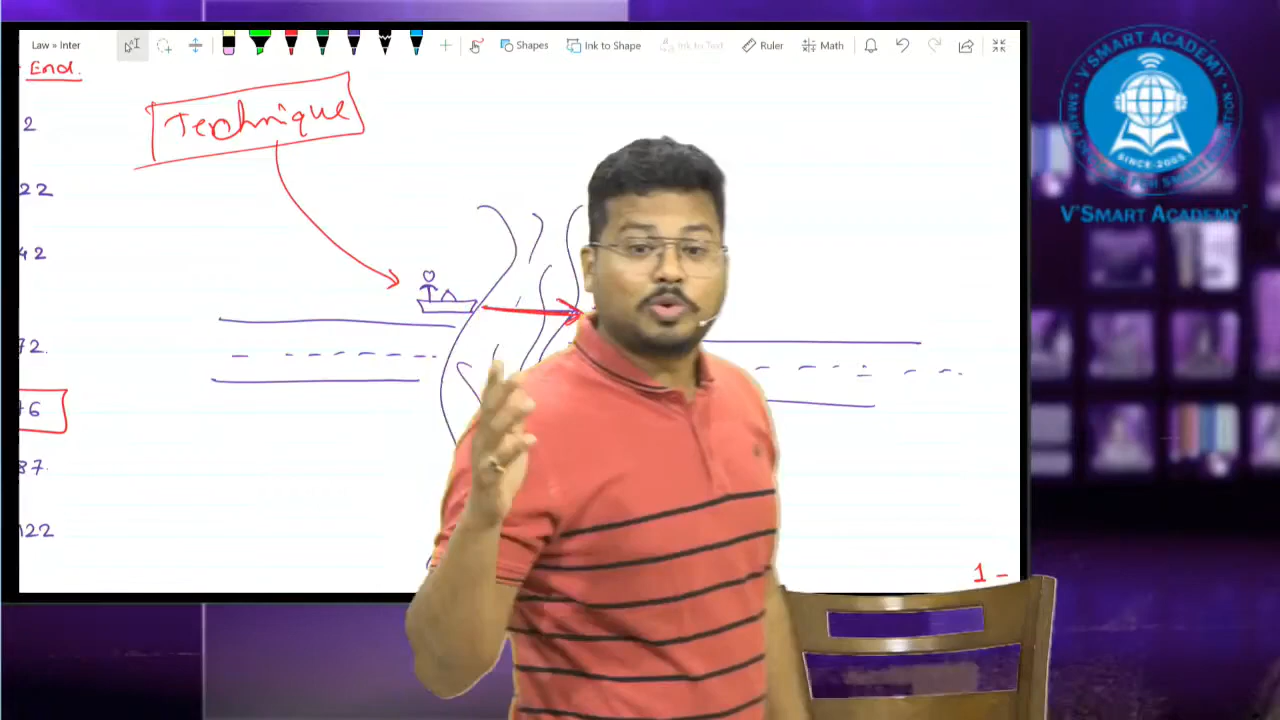 Law » Inter
Shapes
Ink to Shape
Ink to Text
Ruler
Math
End.
2
22
42
72
76
87
122
Technique
1 -
V'SMART ACADEMY
SINCE-2005
V'SMART ACADEMY